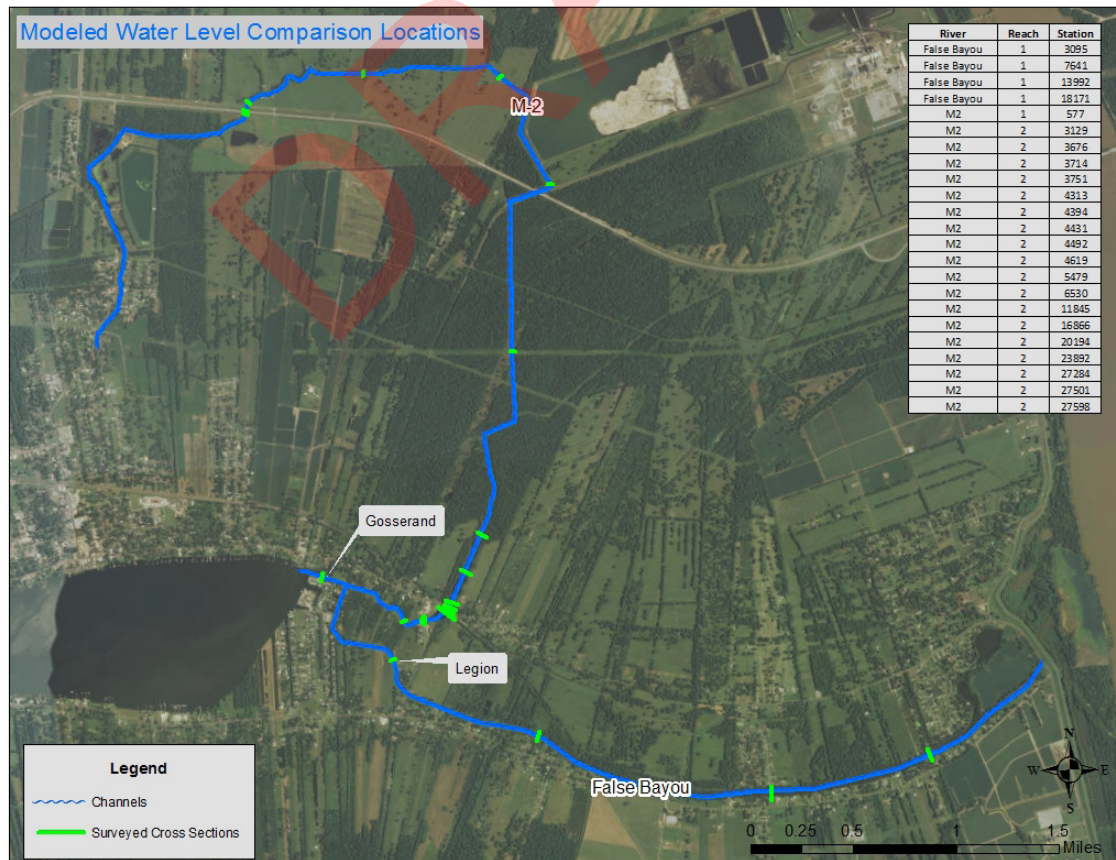 Modeled Water Level Comparison Locations
River Reach Station
False Bayou 1 3095
False Bayou 1 7641
False Bayou 1 13992
False Bayou 1 18171
M2 1 577
M2 2 3129
M2 2 3676
M2 2 3714
M2 2 3751
M2 2 4313
M2 2 4394
M2 2 4431
M2 2 4492
M2 2 4619
M2 2 5479
M2 2 6530
M2 2 11845
M2 2 16866
M2 2 20194
M2 2 23892
M2 2 27284
M2 2 27501
M2 2 27598
M-2
Gosserand
Legion
False Bayou
Legend
Channels
Surveyed Cross Sections
N
W E
S
0 0.25 0.5 1 1.5
Miles